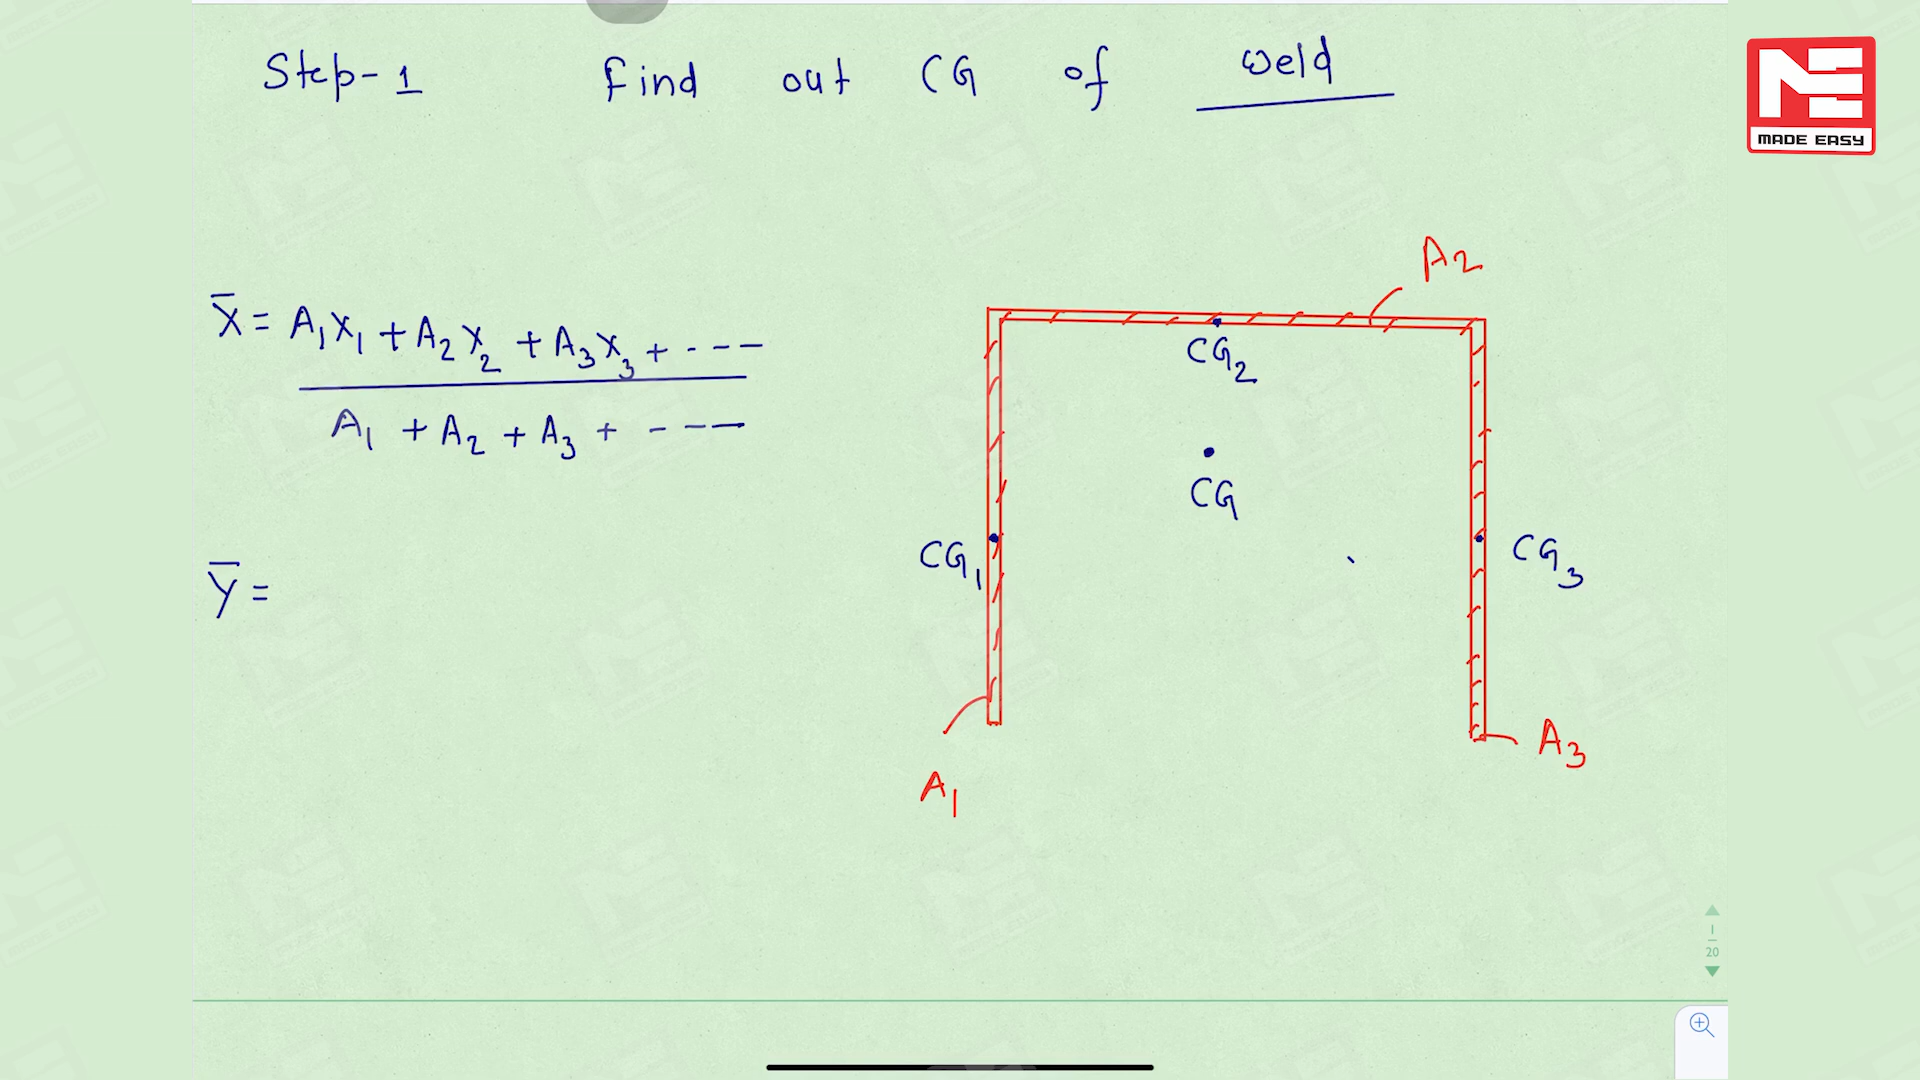 Step-1 Find out CG of weld
MADE EASY
A2
X̄ = A₁X₁ + A₂X₂ + A₃X₃ + ----
A₁ + A₂ + A₃ + ----
CG₂
CG
CG₁
CG₃
Ȳ =
A₃
A₁
1
20